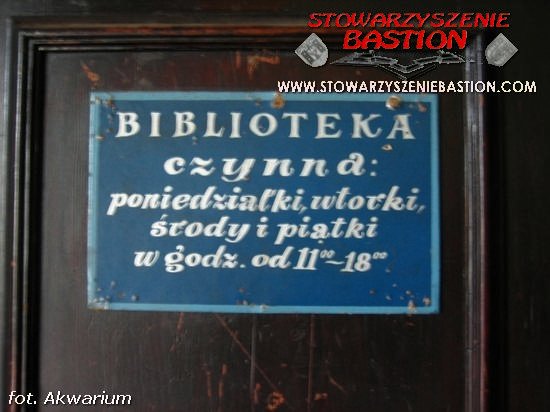 STOWARZYSZENIE
BASTION
WWW.STOWARZYSZENIEBASTION.COM
BIBLIOTEKA
czynna:
poniedziałki, wtorki,
środy i piątki
w godz. od 11⁰⁰~18⁰⁰
fot. Akwarium